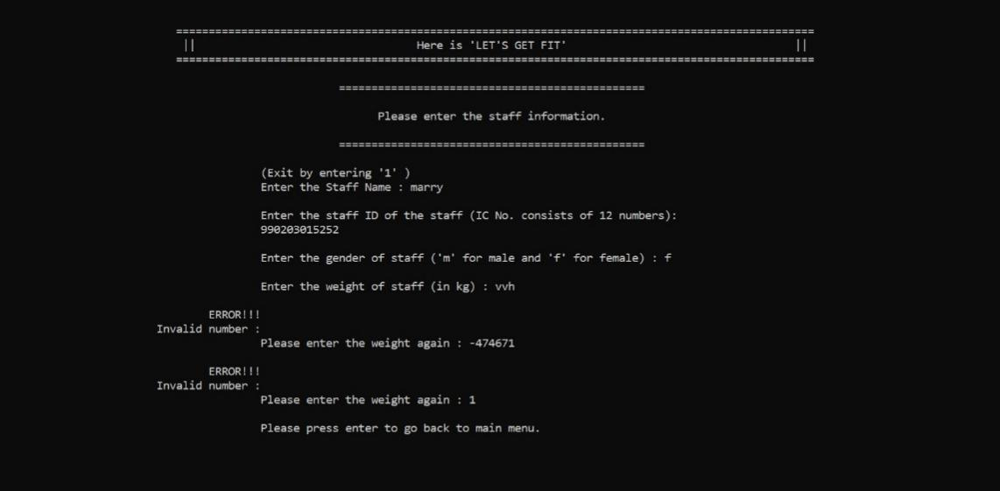 ==================================================================================================
|| Here is 'LET'S GET FIT' ||
==================================================================================================
===============================================
Please enter the staff information.
===============================================
(Exit by entering '1' )
Enter the Staff Name : marry
Enter the staff ID of the staff (IC No. consists of 12 numbers):
990203015252
Enter the gender of staff ('m' for male and 'f' for female) : f
Enter the weight of staff (in kg) : vvh
ERROR!!!
Invalid number :
Please enter the weight again : -474671
ERROR!!!
Invalid number :
Please enter the weight again : 1
Please press enter to go back to main menu.